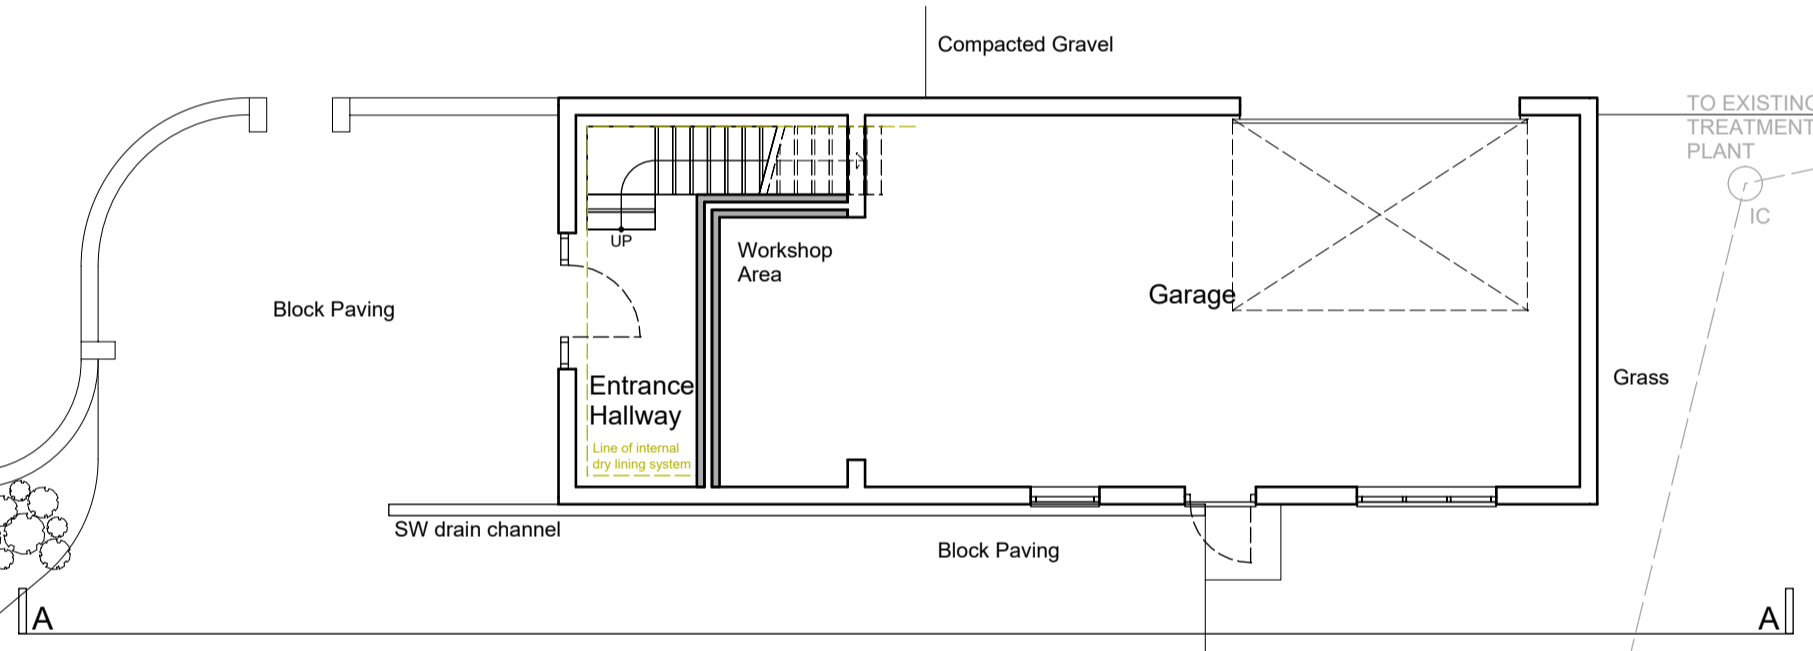 Compacted Gravel
TO EXISTING
TREATMENT
PLANT
IC
UP
Workshop
Area
Block Paving
Garage
Entrance
Hallway
Grass
Line of internal
dry lining system
SW drain channel
Block Paving
A
A